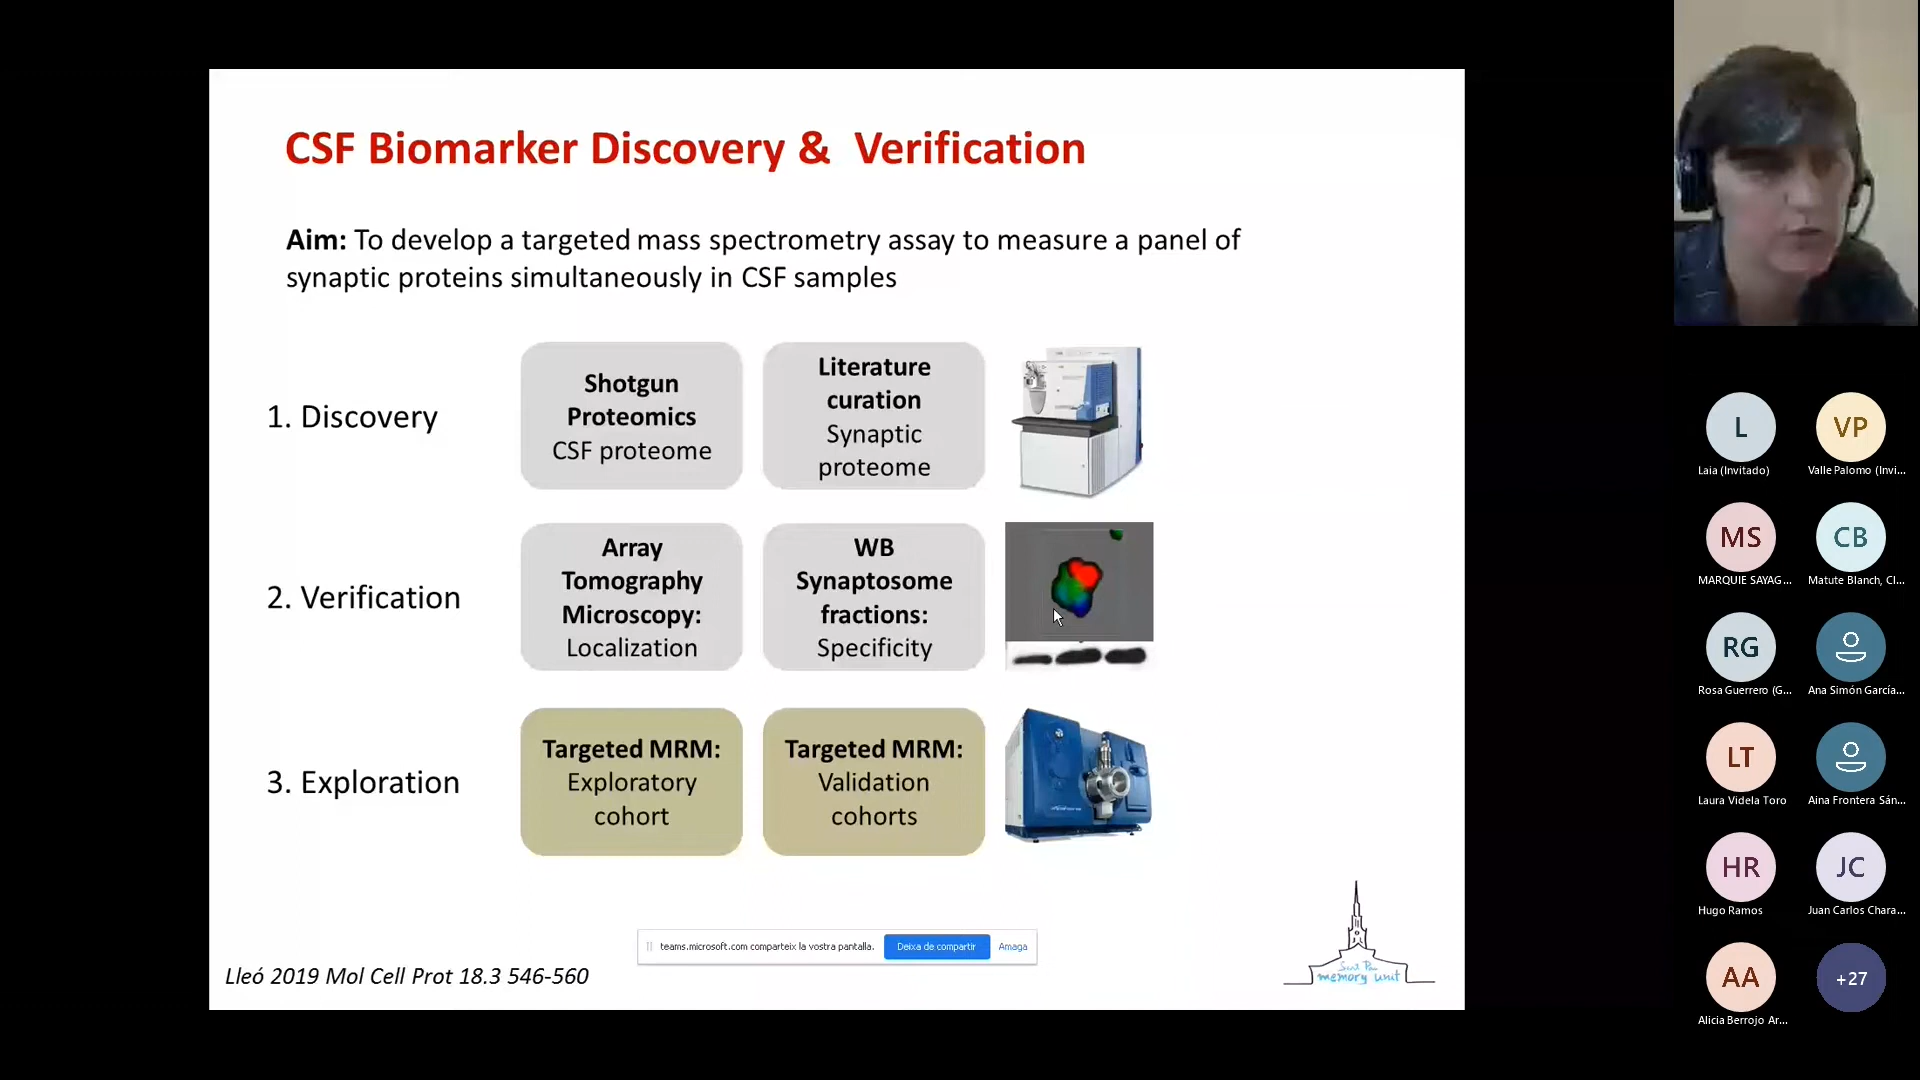 CSF Biomarker Discovery & Verification
Aim: To develop a targeted mass spectrometry assay to measure a panel of
synaptic proteins simultaneously in CSF samples
1. Discovery
Shotgun
Proteomics
CSF proteome
Literature
curation
Synaptic
proteome
2. Verification
Array
Tomography
Microscopy:
Localization
WB
Synaptosome
fractions:
Specificity
3. Exploration
Targeted MRM:
Exploratory
cohort
Targeted MRM:
Validation
cohorts
teams.microsoft.com comparteix la vostra pantalla.
Deixa de compartir
Amaga
Lleó 2019 Mol Cell Prot 18.3 546-560
memory unit
L
Laia (Invitado)
VP
Valle Palomo (Invi...
MS
MARQUIE SAYAG...
CB
Matute Blanch, Cl...
RG
Rosa Guerrero (G...
Ana Simón García...
LT
Laura Videla Toro
Aina Frontera Sán...
HR
Hugo Ramos
JC
Juan Carlos Chara...
AA
Alicia Berrojo Ar...
+27